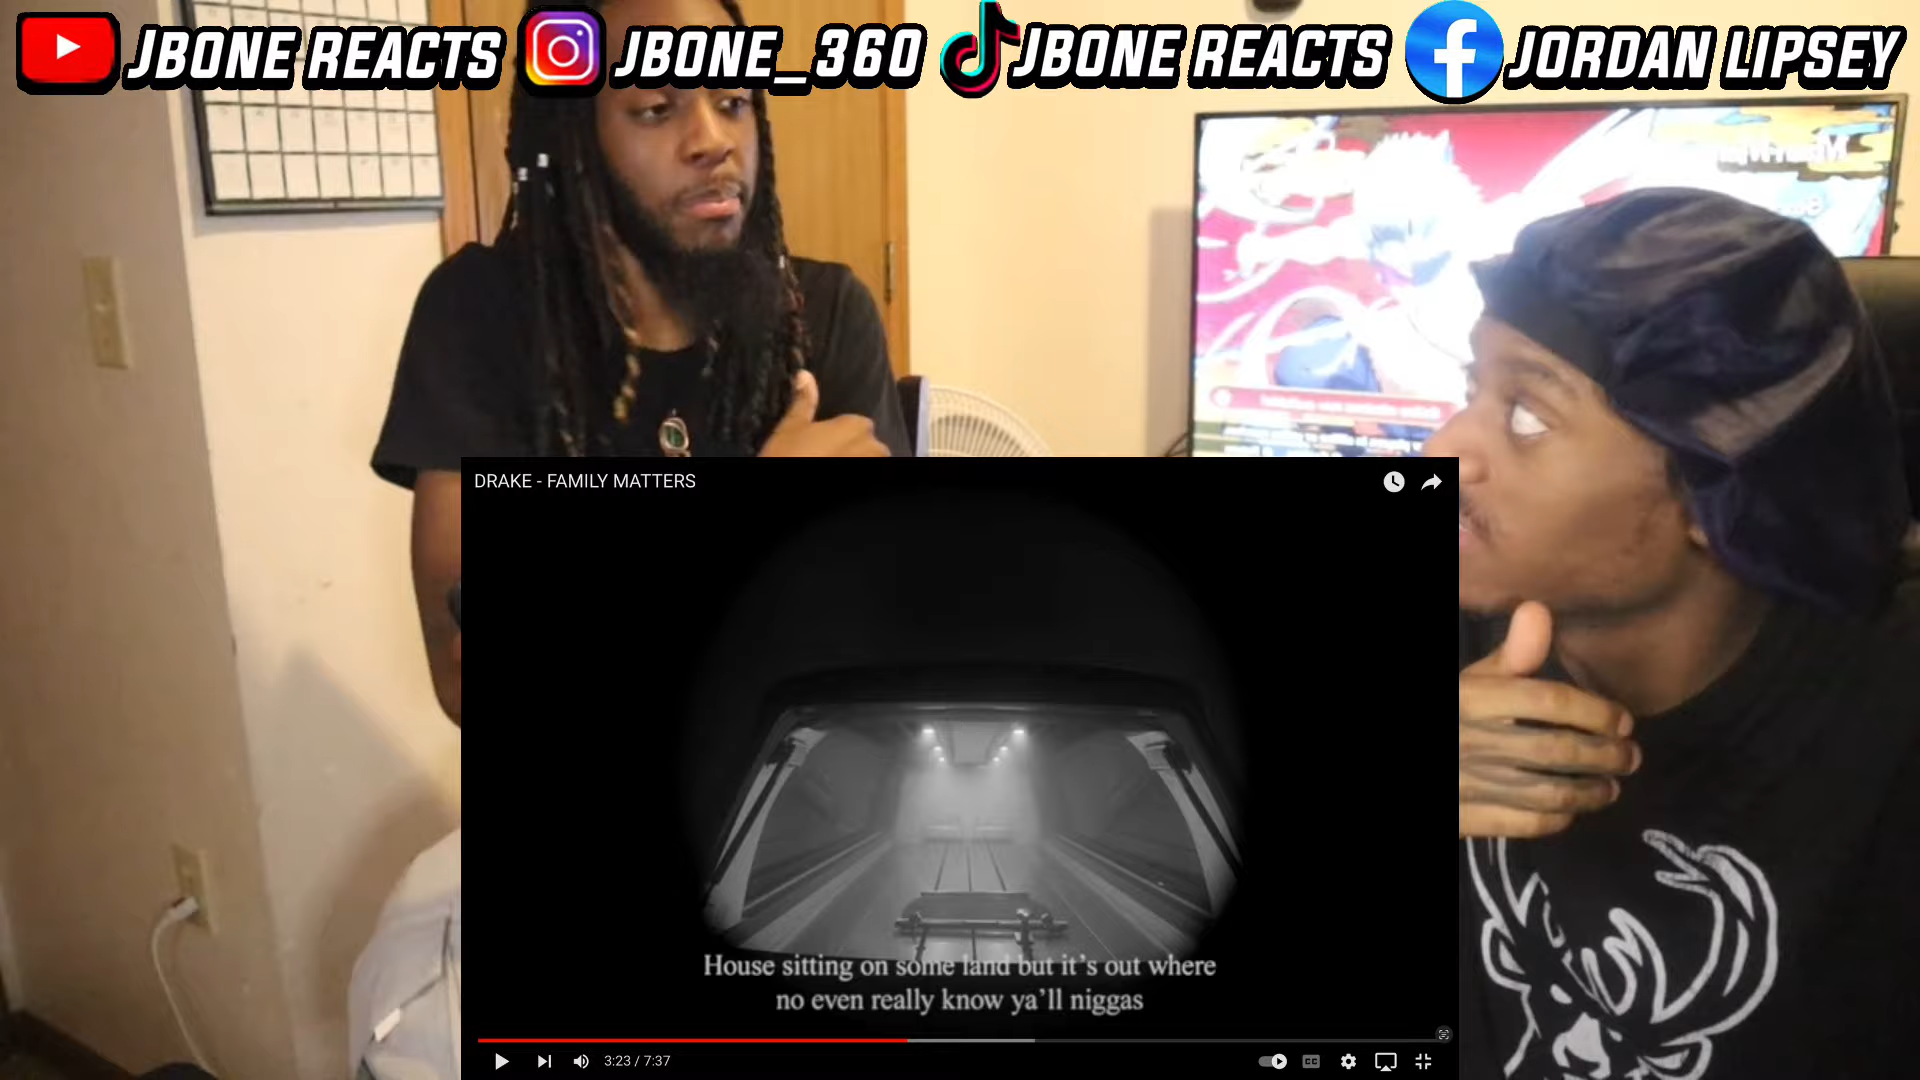 JBONE REACTS JBONE_360 JBONE REACTS JORDAN LIPSEY
DRAKE - FAMILY MATTERS
House sitting on some land but it's out where
no even really know ya'll niggas
3:23 / 7:37
CC